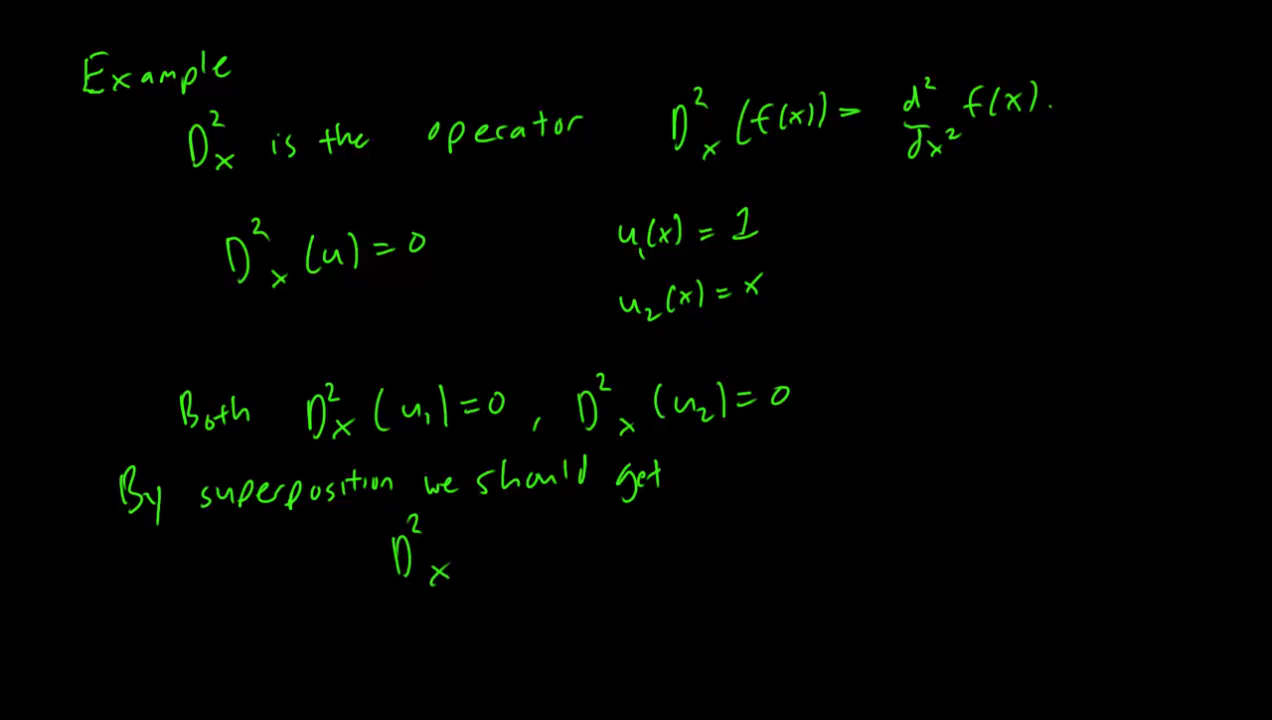 Example
D²ₓ is the operator D²ₓ (f(x)) = d²/dx² f(x).
D²ₓ (u) = 0 u₁(x) = 1
u₂(x) = x
Both D²ₓ (u₁) = 0 , D²ₓ (u₂) = 0
By superposition we should get
D²ₓ